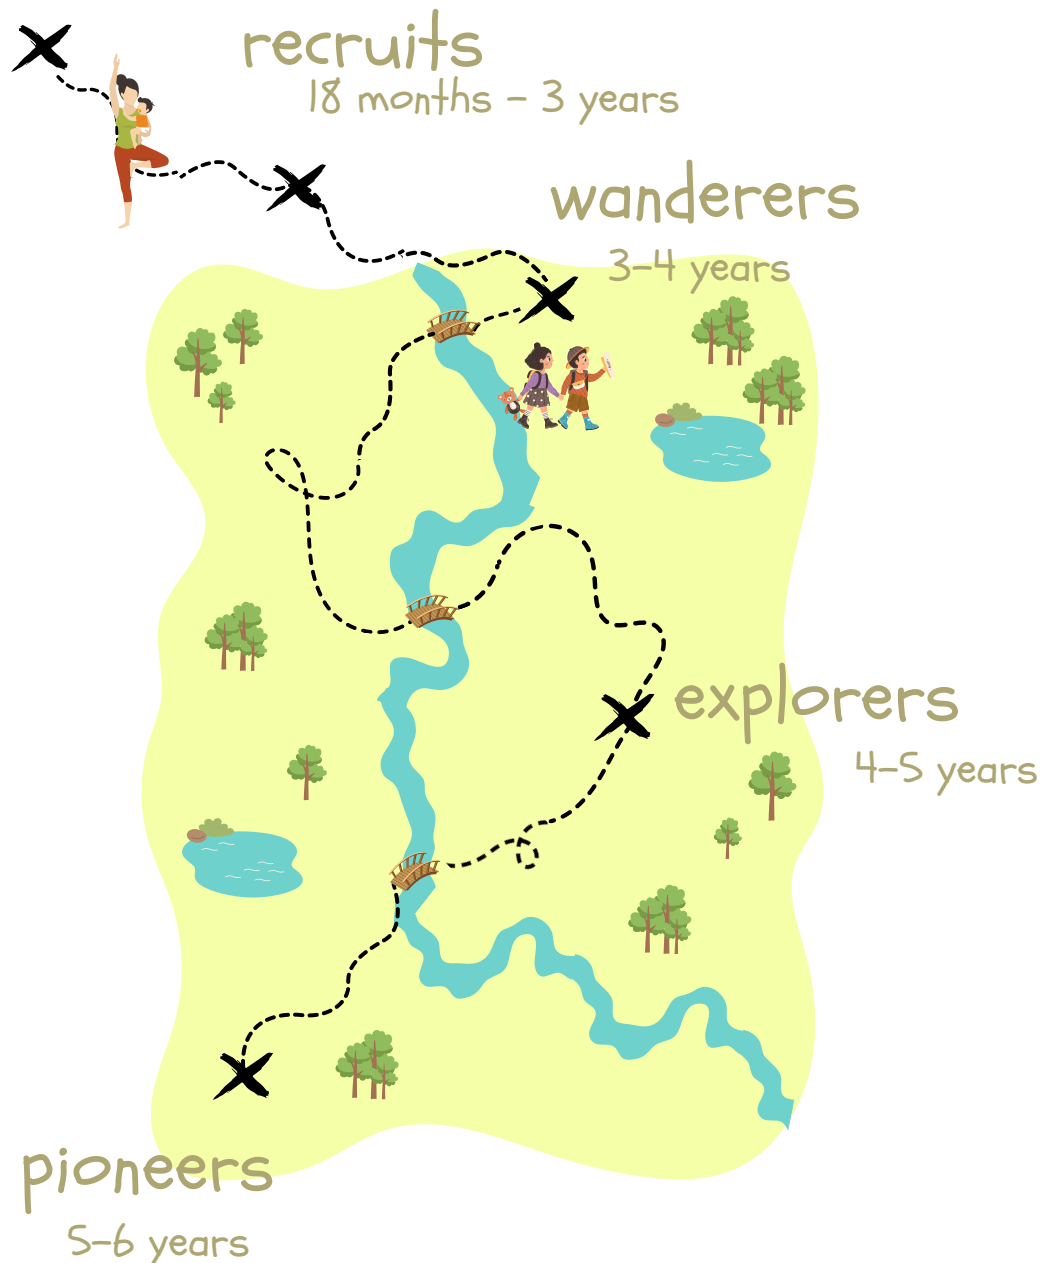 recruits
18 months - 3 years
wanderers
3-4 years
explorers
4-5 years
pioneers
5-6 years